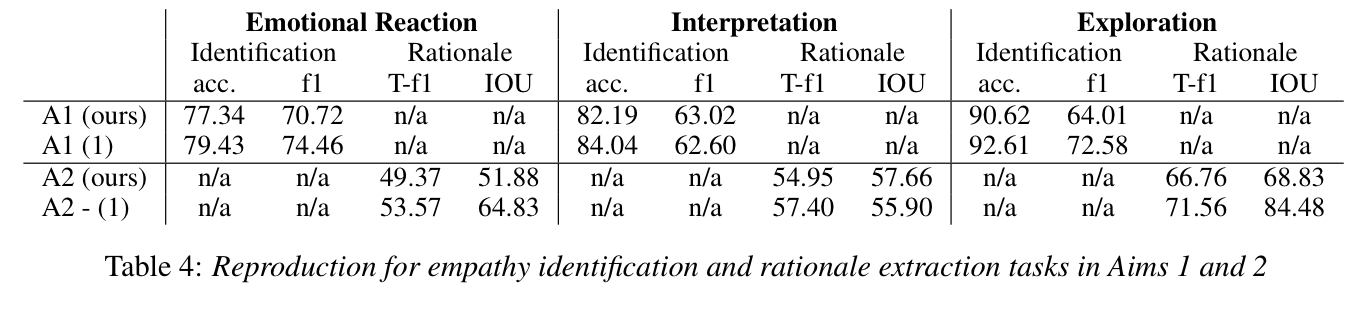 Emotional Reaction Interpretation Exploration
Identification Rationale Identification Rationale Identification Rationale
acc. f1 T-f1 IOU acc. f1 T-f1 IOU acc. f1 T-f1 IOU
A1 (ours) 77.34 70.72 n/a n/a 82.19 63.02 n/a n/a 90.62 64.01 n/a n/a
A1 (1) 79.43 74.46 n/a n/a 84.04 62.60 n/a n/a 92.61 72.58 n/a n/a
A2 (ours) n/a n/a 49.37 51.88 n/a n/a 54.95 57.66 n/a n/a 66.76 68.83
A2 - (1) n/a n/a 53.57 64.83 n/a n/a 57.40 55.90 n/a n/a 71.56 84.48
Table 4: Reproduction for empathy identification and rationale extraction tasks in Aims 1 and 2